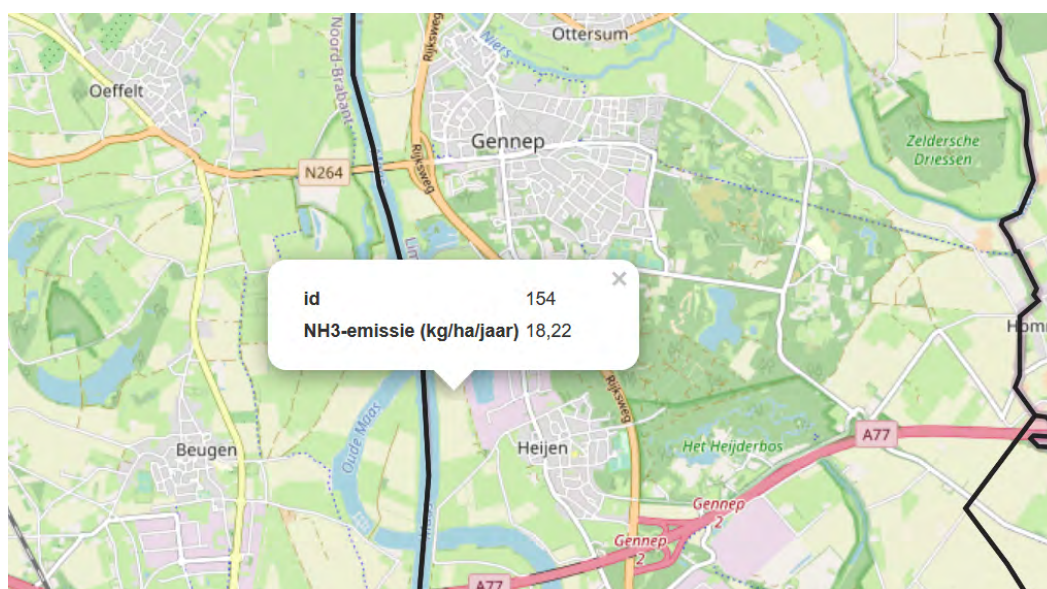 Ottersum
Niers
Rijksweg
Noord-Brabant
Oeffelt
Gennep
Zeldersche
Driessen
N264
Rijksweg
×
id 154
NH3-emissie (kg/ha/jaar) 18,22
Rijksweg
Oude Maas
A77
Beugen
Heijen
Het Heijderbos
Gennep
2
Gennep
2
A77